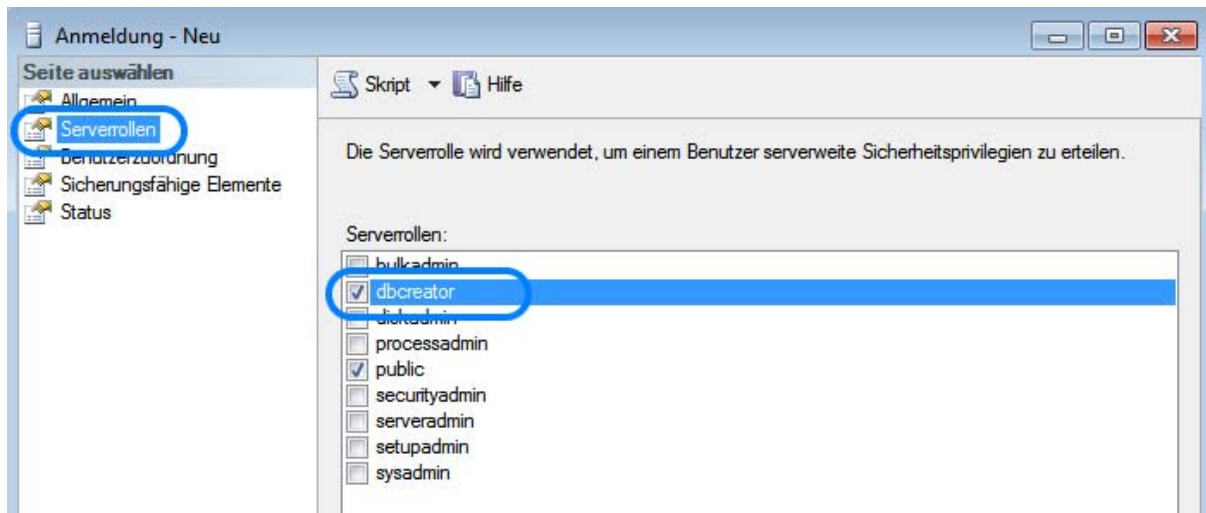 Anmeldung - Neu
Seite auswählen
Allgemein
Serverrollen
Benutzerzuordnung
Sicherungsfähige Elemente
Status
Skript
Hilfe
Die Serverrolle wird verwendet, um einem Benutzer serverweite Sicherheitsprivilegien zu erteilen.
Serverrollen:
bulkadmin
dbcreator
diskadmin
processadmin
public
securityadmin
serveradmin
setupadmin
sysadmin